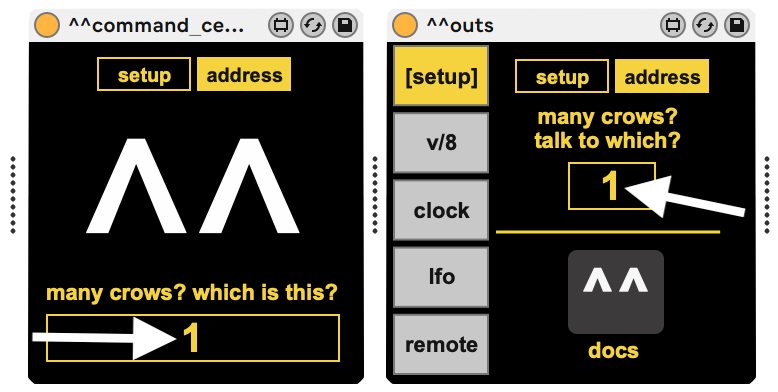 ^^command_ce...
setup
address
^^
many crows? which is this?
1
^^outs
[setup]
v/8
clock
lfo
remote
setup
address
many crows?
talk to which?
1
^^
docs